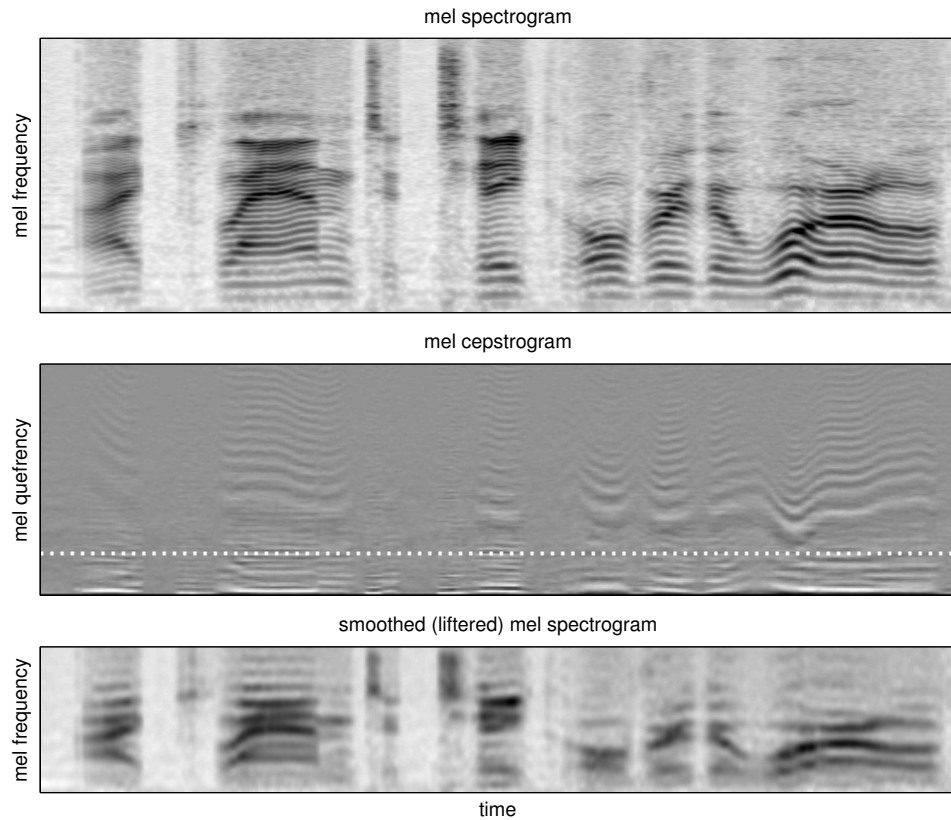 mel spectrogram
mel frequency
mel cepstrogram
mel quefrency
smoothed (liftered) mel spectrogram
mel frequency
time